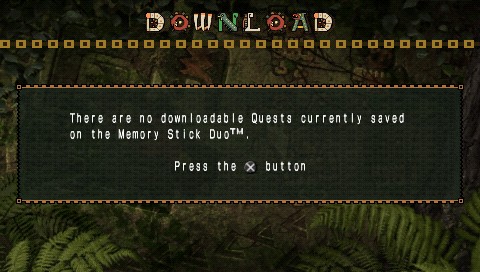 DOWNLOAD
There are no downloadable Quests currently saved
on the Memory Stick Duo™.
Press the ⓧ button